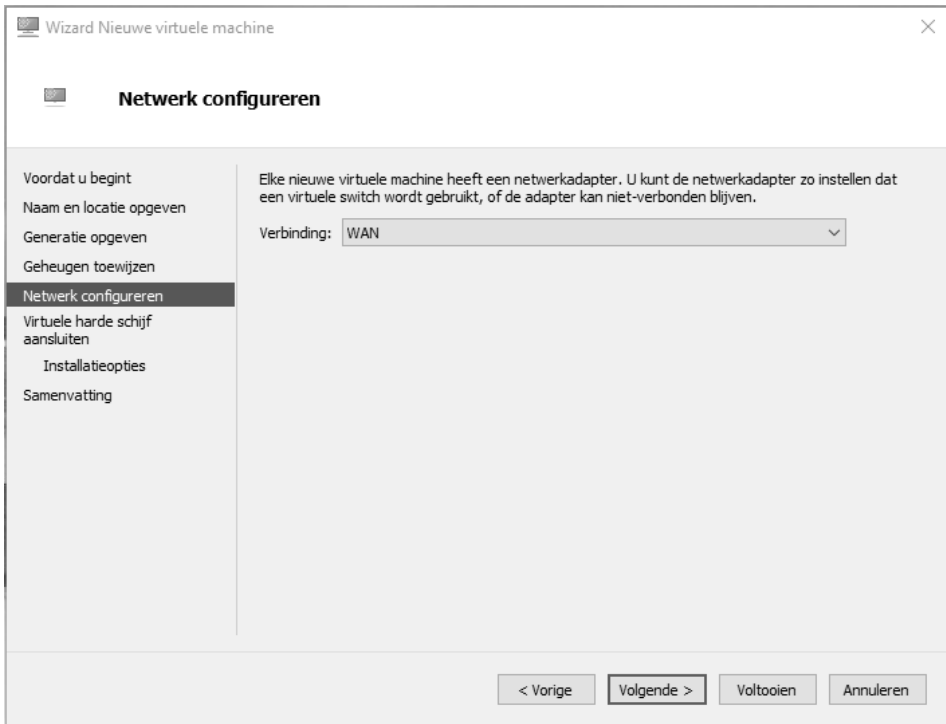 Wizard Nieuwe virtuele machine
Netwerk configureren
Voordat u begint
Naam en locatie opgeven
Generatie opgeven
Geheugen toewijzen
Netwerk configureren
Virtuele harde schijf
aansluiten
Installatieopties
Samenvatting
Elke nieuwe virtuele machine heeft een netwerkadapter. U kunt de netwerkadapter zo instellen dat
een virtuele switch wordt gebruikt, of de adapter kan niet-verbonden blijven.
Verbinding: WAN
< Vorige Volgende > Voltooien Annuleren